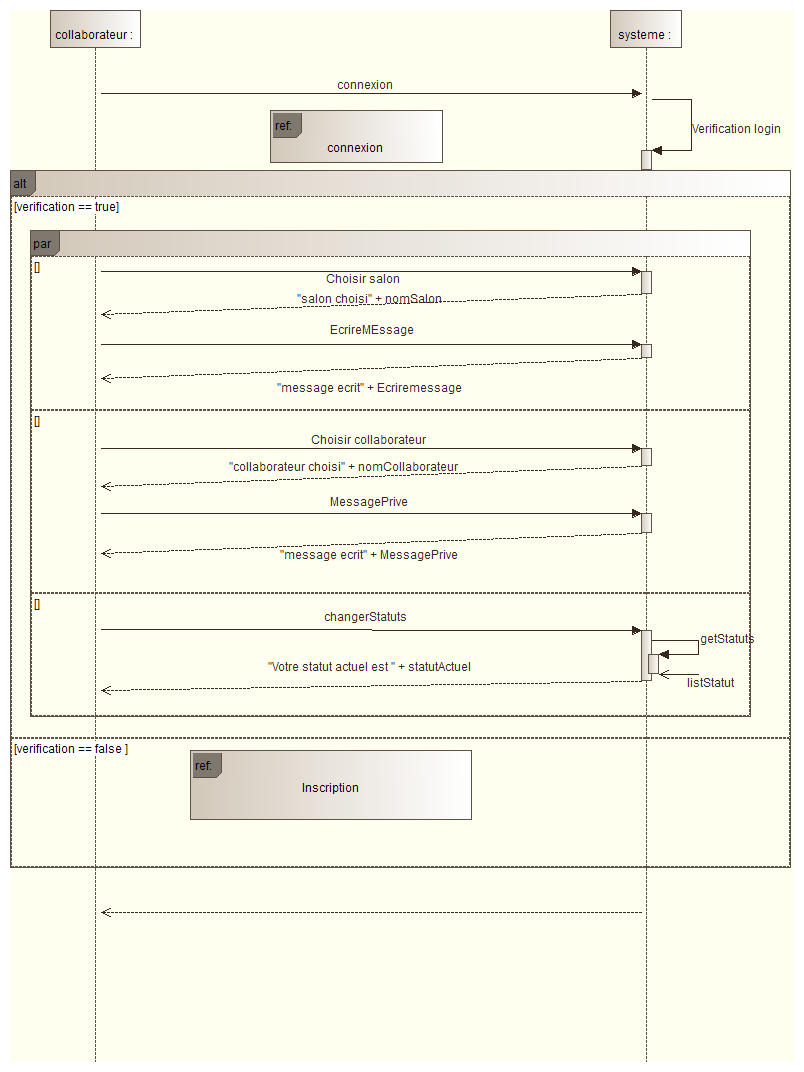 collaborateur :
systeme :
connexion
Verification login
ref:
connexion
alt
[verification == true]
par
[]
Choisir salon
"salon choisi" + nomSalon
EcrireMEssage
"message ecrit" + Ecriremessage
[]
Choisir collaborateur
"collaborateur choisi" + nomCollaborateur
MessagePrive
"message ecrit" + MessagePrive
[]
changerStatuts
getStatuts
"Votre statut actuel est " + statutActuel
listStatut
[verification == false ]
ref:
Inscription